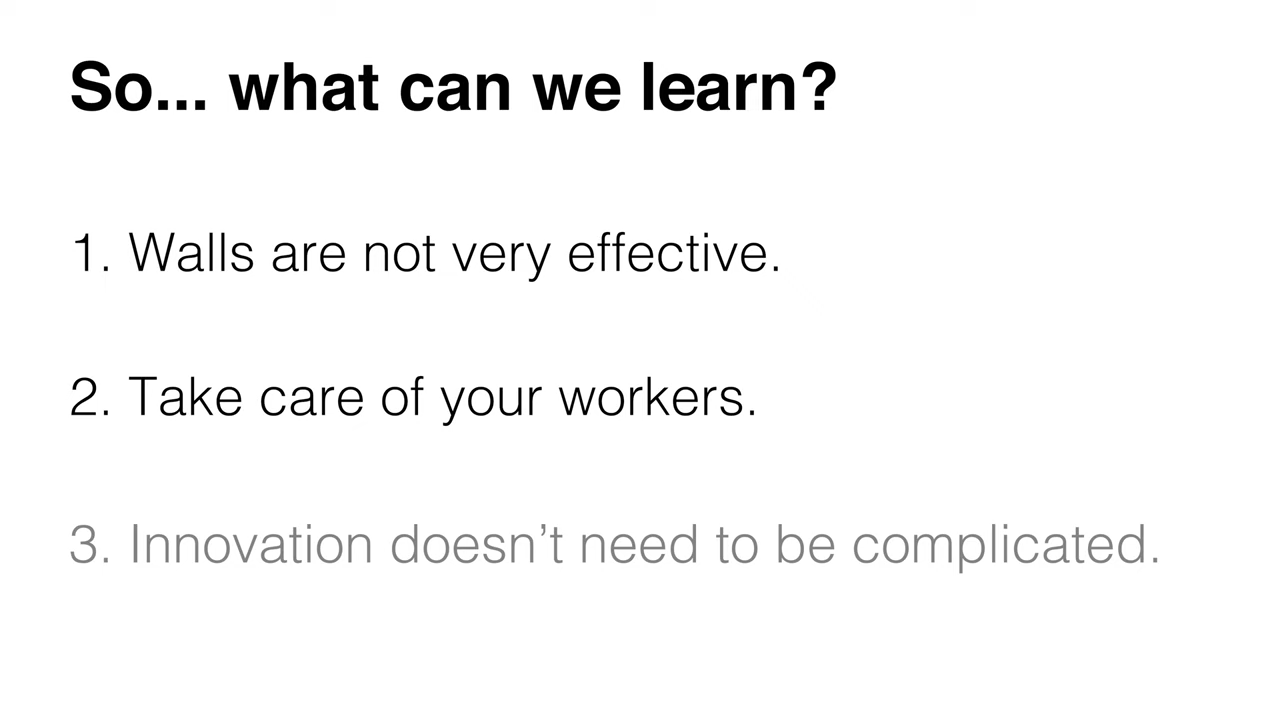 So... what can we learn?
1. Walls are not very effective.
2. Take care of your workers.
3. Innovation doesn’t need to be complicated.